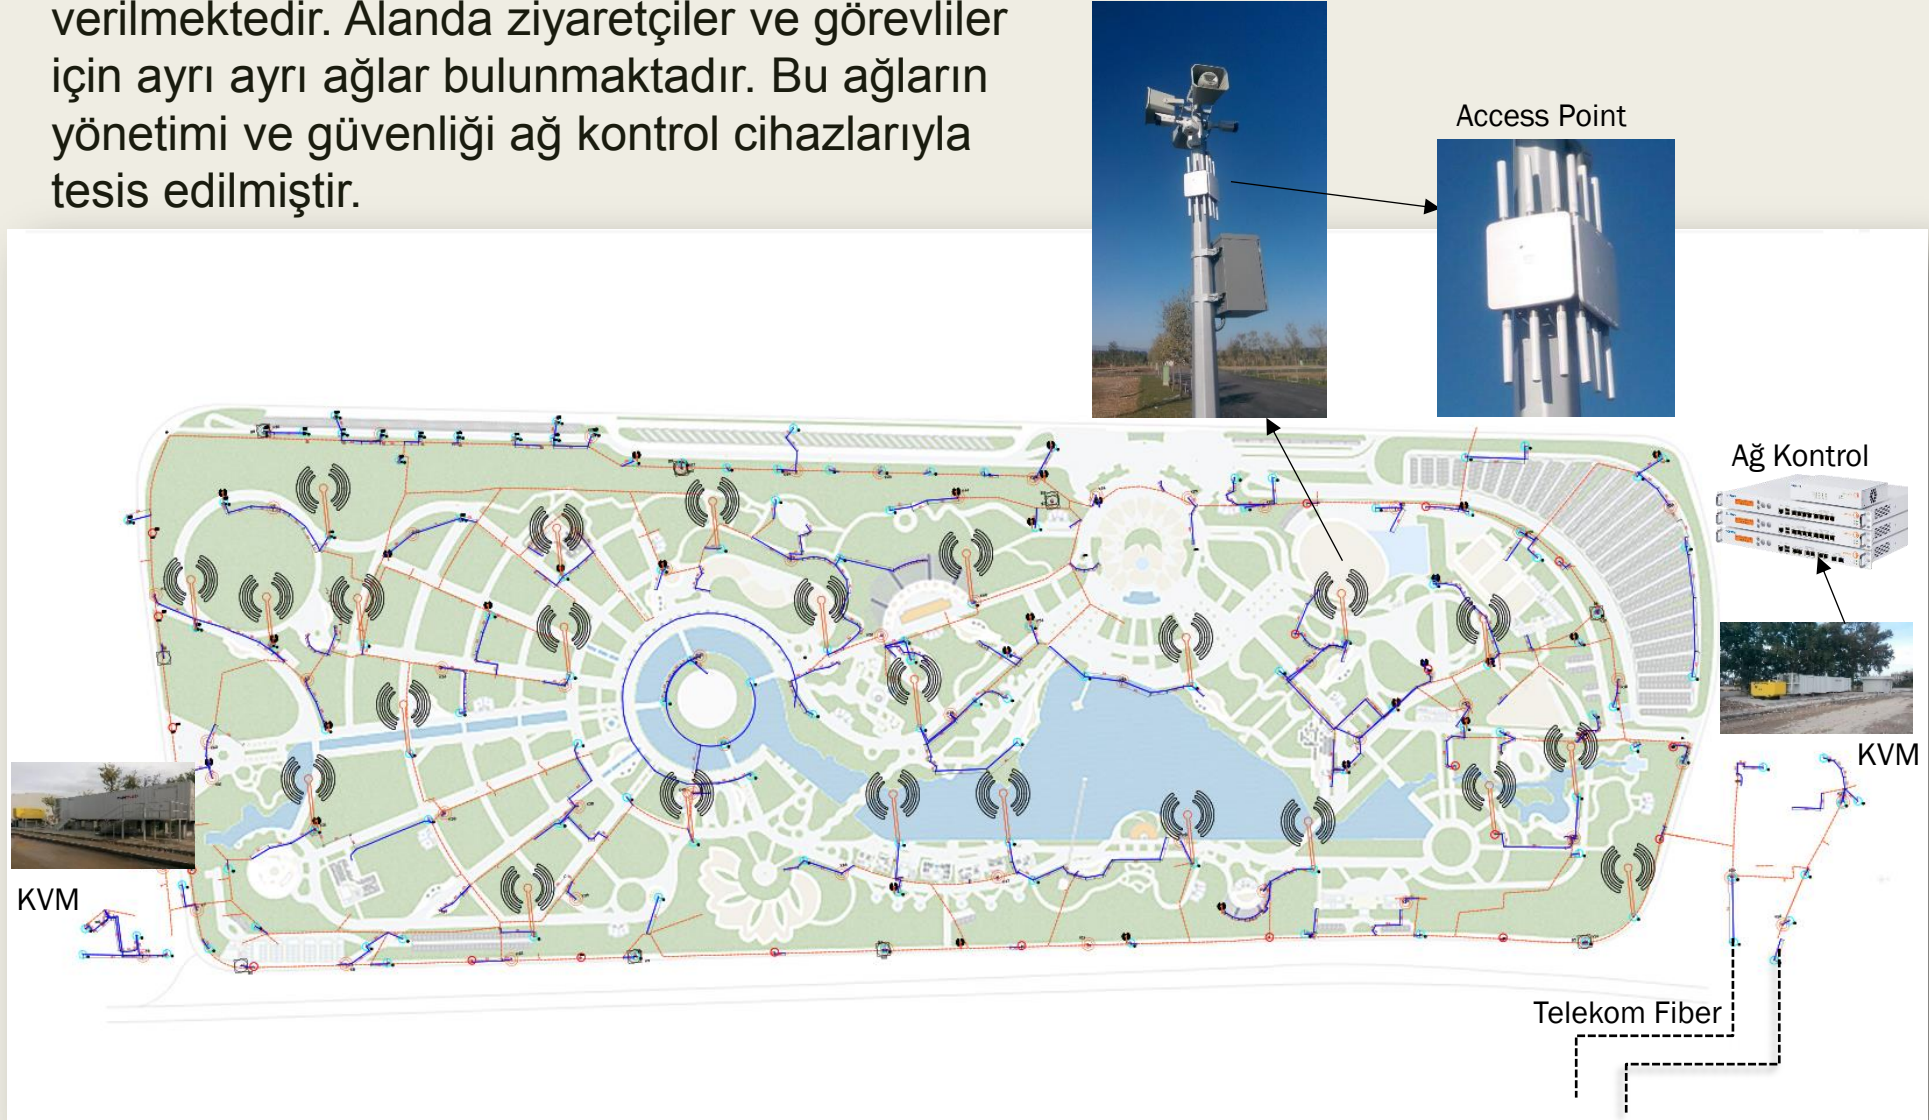 verilmektedir. Alanda ziyaretçiler ve görevliler
için ayrı ayrı ağlar bulunmaktadır. Bu ağların
yönetimi ve güvenliği ağ kontrol cihazlarıyla
tesis edilmiştir.
Access Point
Ağ Kontrol
KVM
KVM
Telekom Fiber